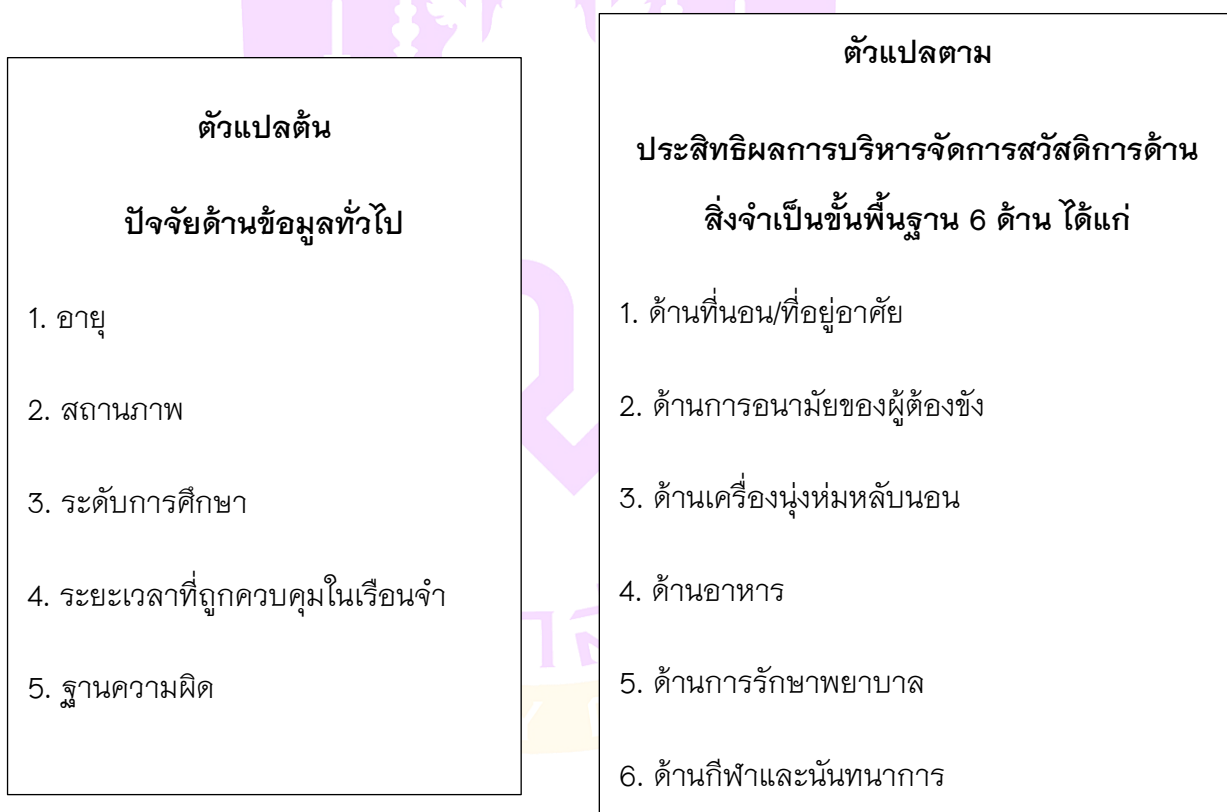 ตัวแปลต้น
ปัจจัยด้านข้อมูลทั่วไป
1. อายุ
2. สถานภาพ
3. ระดับการศึกษา
4. ระยะเวลาที่ถูกควบคุมในเรือนจำ
5. ฐานความผิด
ตัวแปลตาม
ประสิทธิผลการบริหารจัดการสวัสดิการด้าน
สิ่งจำเป็นขั้นพื้นฐาน 6 ด้าน ได้แก่
1. ด้านที่นอน/ที่อยู่อาศัย
2. ด้านการอนามัยของผู้ต้องขัง
3. ด้านเครื่องนุ่งห่มหลับนอน
4. ด้านอาหาร
5. ด้านการรักษาพยาบาล
6. ด้านกีฬาและนันทนาการ